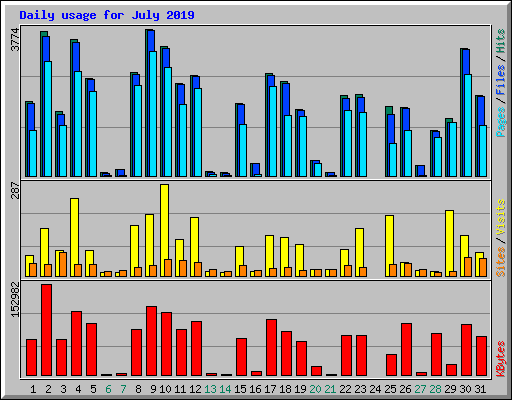 Daily usage for July 2019
3774
Pages / Files / Hits
287
Sites / Visits
152982
KBytes
1 2 3 4 5 6 7 8 9 10 11 12 13 14 15 16 17 18 19 20 21 22 23 24 25 26 27 28 29 30 31